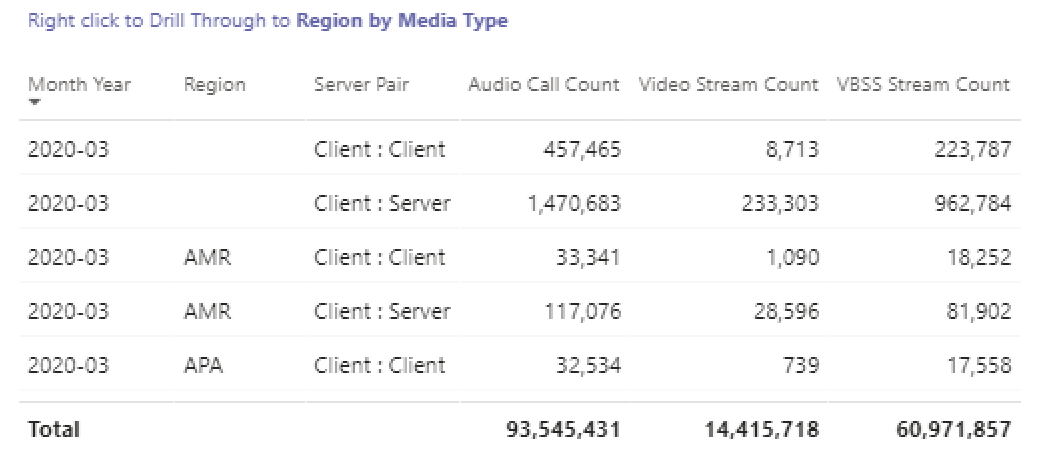 Right click to Drill Through to Region by Media Type
Month Year Region Server Pair Audio Call Count Video Stream Count VBSS Stream Count
2020-03 Client : Client 457,465 8,713 223,787
2020-03 Client : Server 1,470,683 233,303 962,784
2020-03 AMR Client : Client 33,341 1,090 18,252
2020-03 AMR Client : Server 117,076 28,596 81,902
2020-03 APA Client : Client 32,534 739 17,558
Total 93,545,431 14,415,718 60,971,857